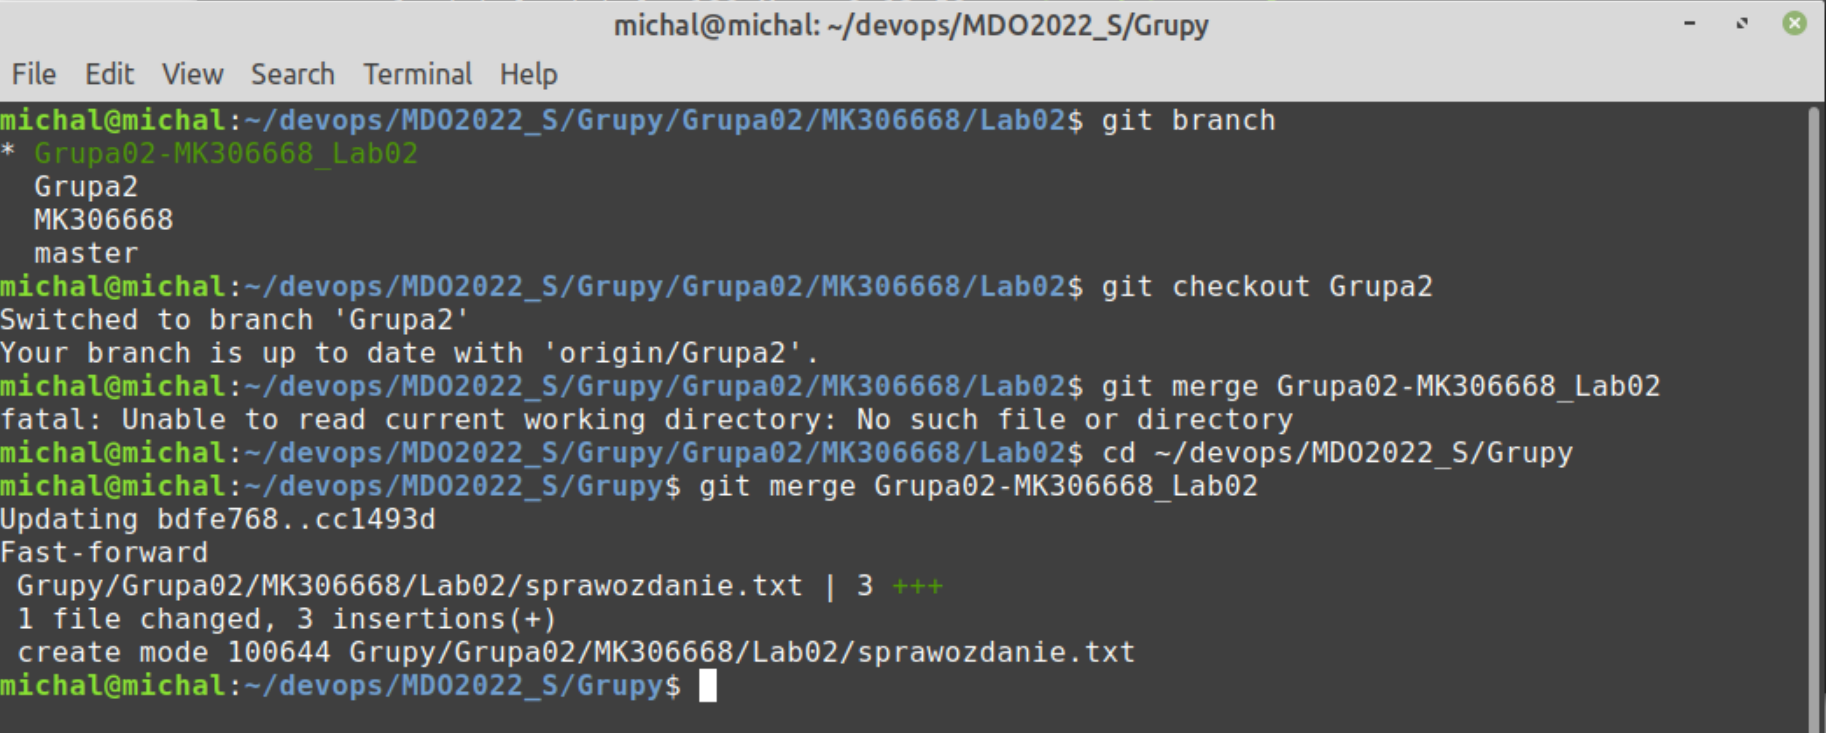 michal@michal: ~/devops/MDO2022_S/Grupy
File Edit View Search Terminal Help
michal@michal:~/devops/MDO2022_S/Grupy/Grupa02/MK306668/Lab02$ git branch
* Grupa02-MK306668_Lab02
  Grupa2
  MK306668
  master
michal@michal:~/devops/MDO2022_S/Grupy/Grupa02/MK306668/Lab02$ git checkout Grupa2
Switched to branch 'Grupa2'
Your branch is up to date with 'origin/Grupa2'.
michal@michal:~/devops/MDO2022_S/Grupy/Grupa02/MK306668/Lab02$ git merge Grupa02-MK306668_Lab02
fatal: Unable to read current working directory: No such file or directory
michal@michal:~/devops/MDO2022_S/Grupy/Grupa02/MK306668/Lab02$ cd ~/devops/MDO2022_S/Grupy
michal@michal:~/devops/MDO2022_S/Grupy$ git merge Grupa02-MK306668_Lab02
Updating bdfe768..cc1493d
Fast-forward
 Grupy/Grupa02/MK306668/Lab02/sprawozdanie.txt | 3 +++
 1 file changed, 3 insertions(+)
 create mode 100644 Grupy/Grupa02/MK306668/Lab02/sprawozdanie.txt
michal@michal:~/devops/MDO2022_S/Grupy$